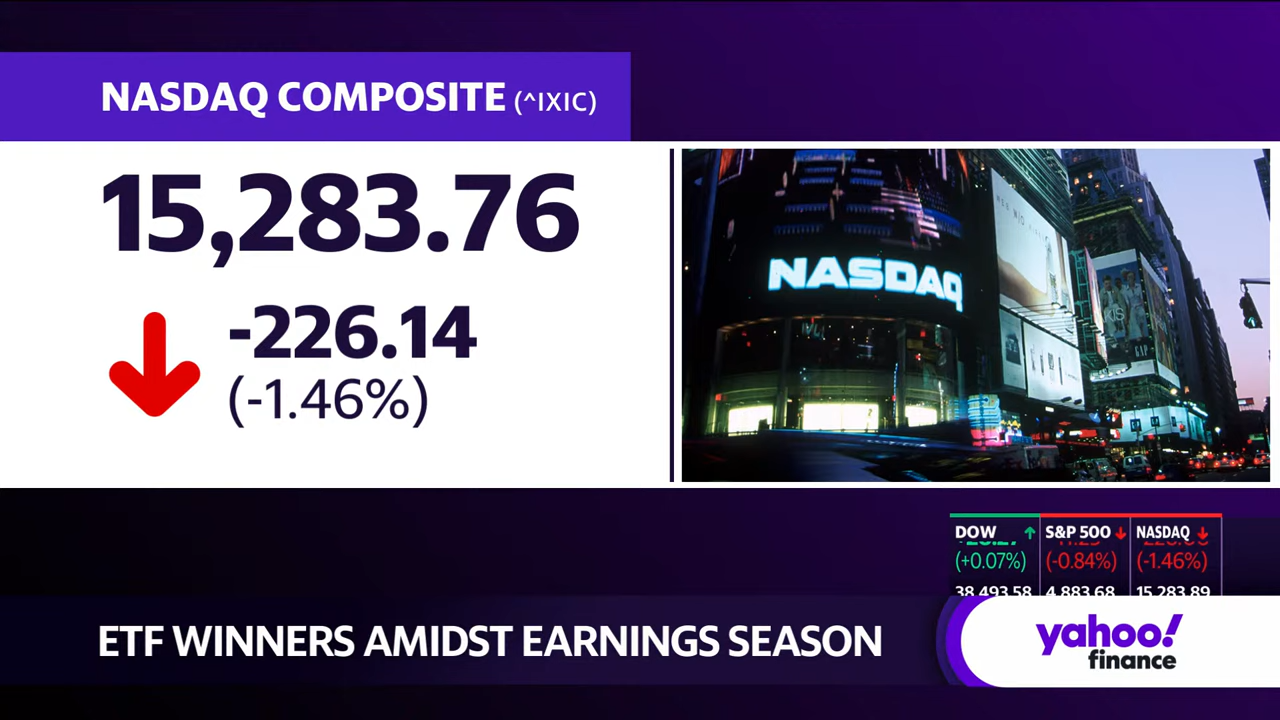 NASDAQ COMPOSITE (^IXIC)
15,283.76
-226.14
(-1.46%)
NASDAQ
GAP
DOW
S&P 500
NASDAQ
(+0.07%)
(-0.84%)
(-1.46%)
38,493.58
4,883.68
15,283.89
ETF WINNERS AMIDST EARNINGS SEASON
yahoo!
finance